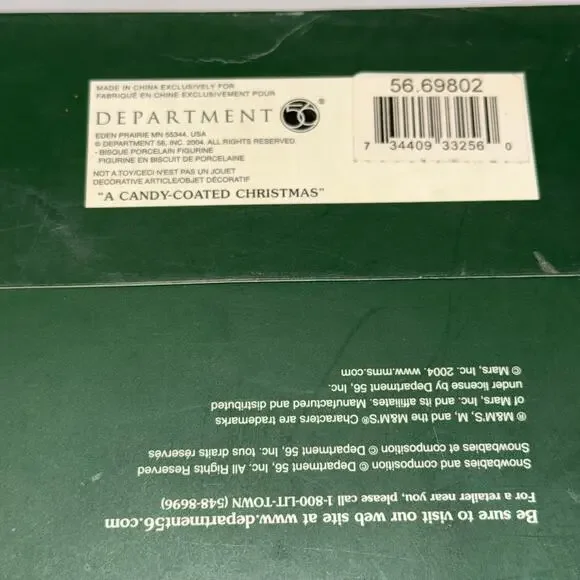 MADE IN CHINA EXCLUSIVELY FOR
FABRIQUÉ EN CHINE EXCLUSIVEMENT POUR
DEPARTMENT 56®
EDEN PRAIRIE MN 55344, USA
© DEPARTMENT 56, INC. 2004. ALL RIGHTS RESERVED.
- BISQUE PORCELAIN FIGURINE
FIGURINE EN BISCUIT DE PORCELAINE
NOT A TOY/CECI N'EST PAS UN JOUET
DECORATIVE ARTICLE/OBJET DÉCORATIF
"A CANDY-COATED CHRISTMAS"
56.69802
7 34409 33256 0
Be sure to visit our web site at www.department56.com
For a retailer near you, please call 1-800-LIT-TOWN (548-8696)
Snowbabies and composition © Department 56, Inc. All Rights Reserved
Snowbabies et composition © Department 56, Inc. tous droits réservés
® M&M'S, M, and the M&M'S® Characters are trademarks
of Mars, Inc. and its affiliates. Manufactured and distributed
under license by Department 56, Inc.
© Mars, Inc. 2004. www.mms.com